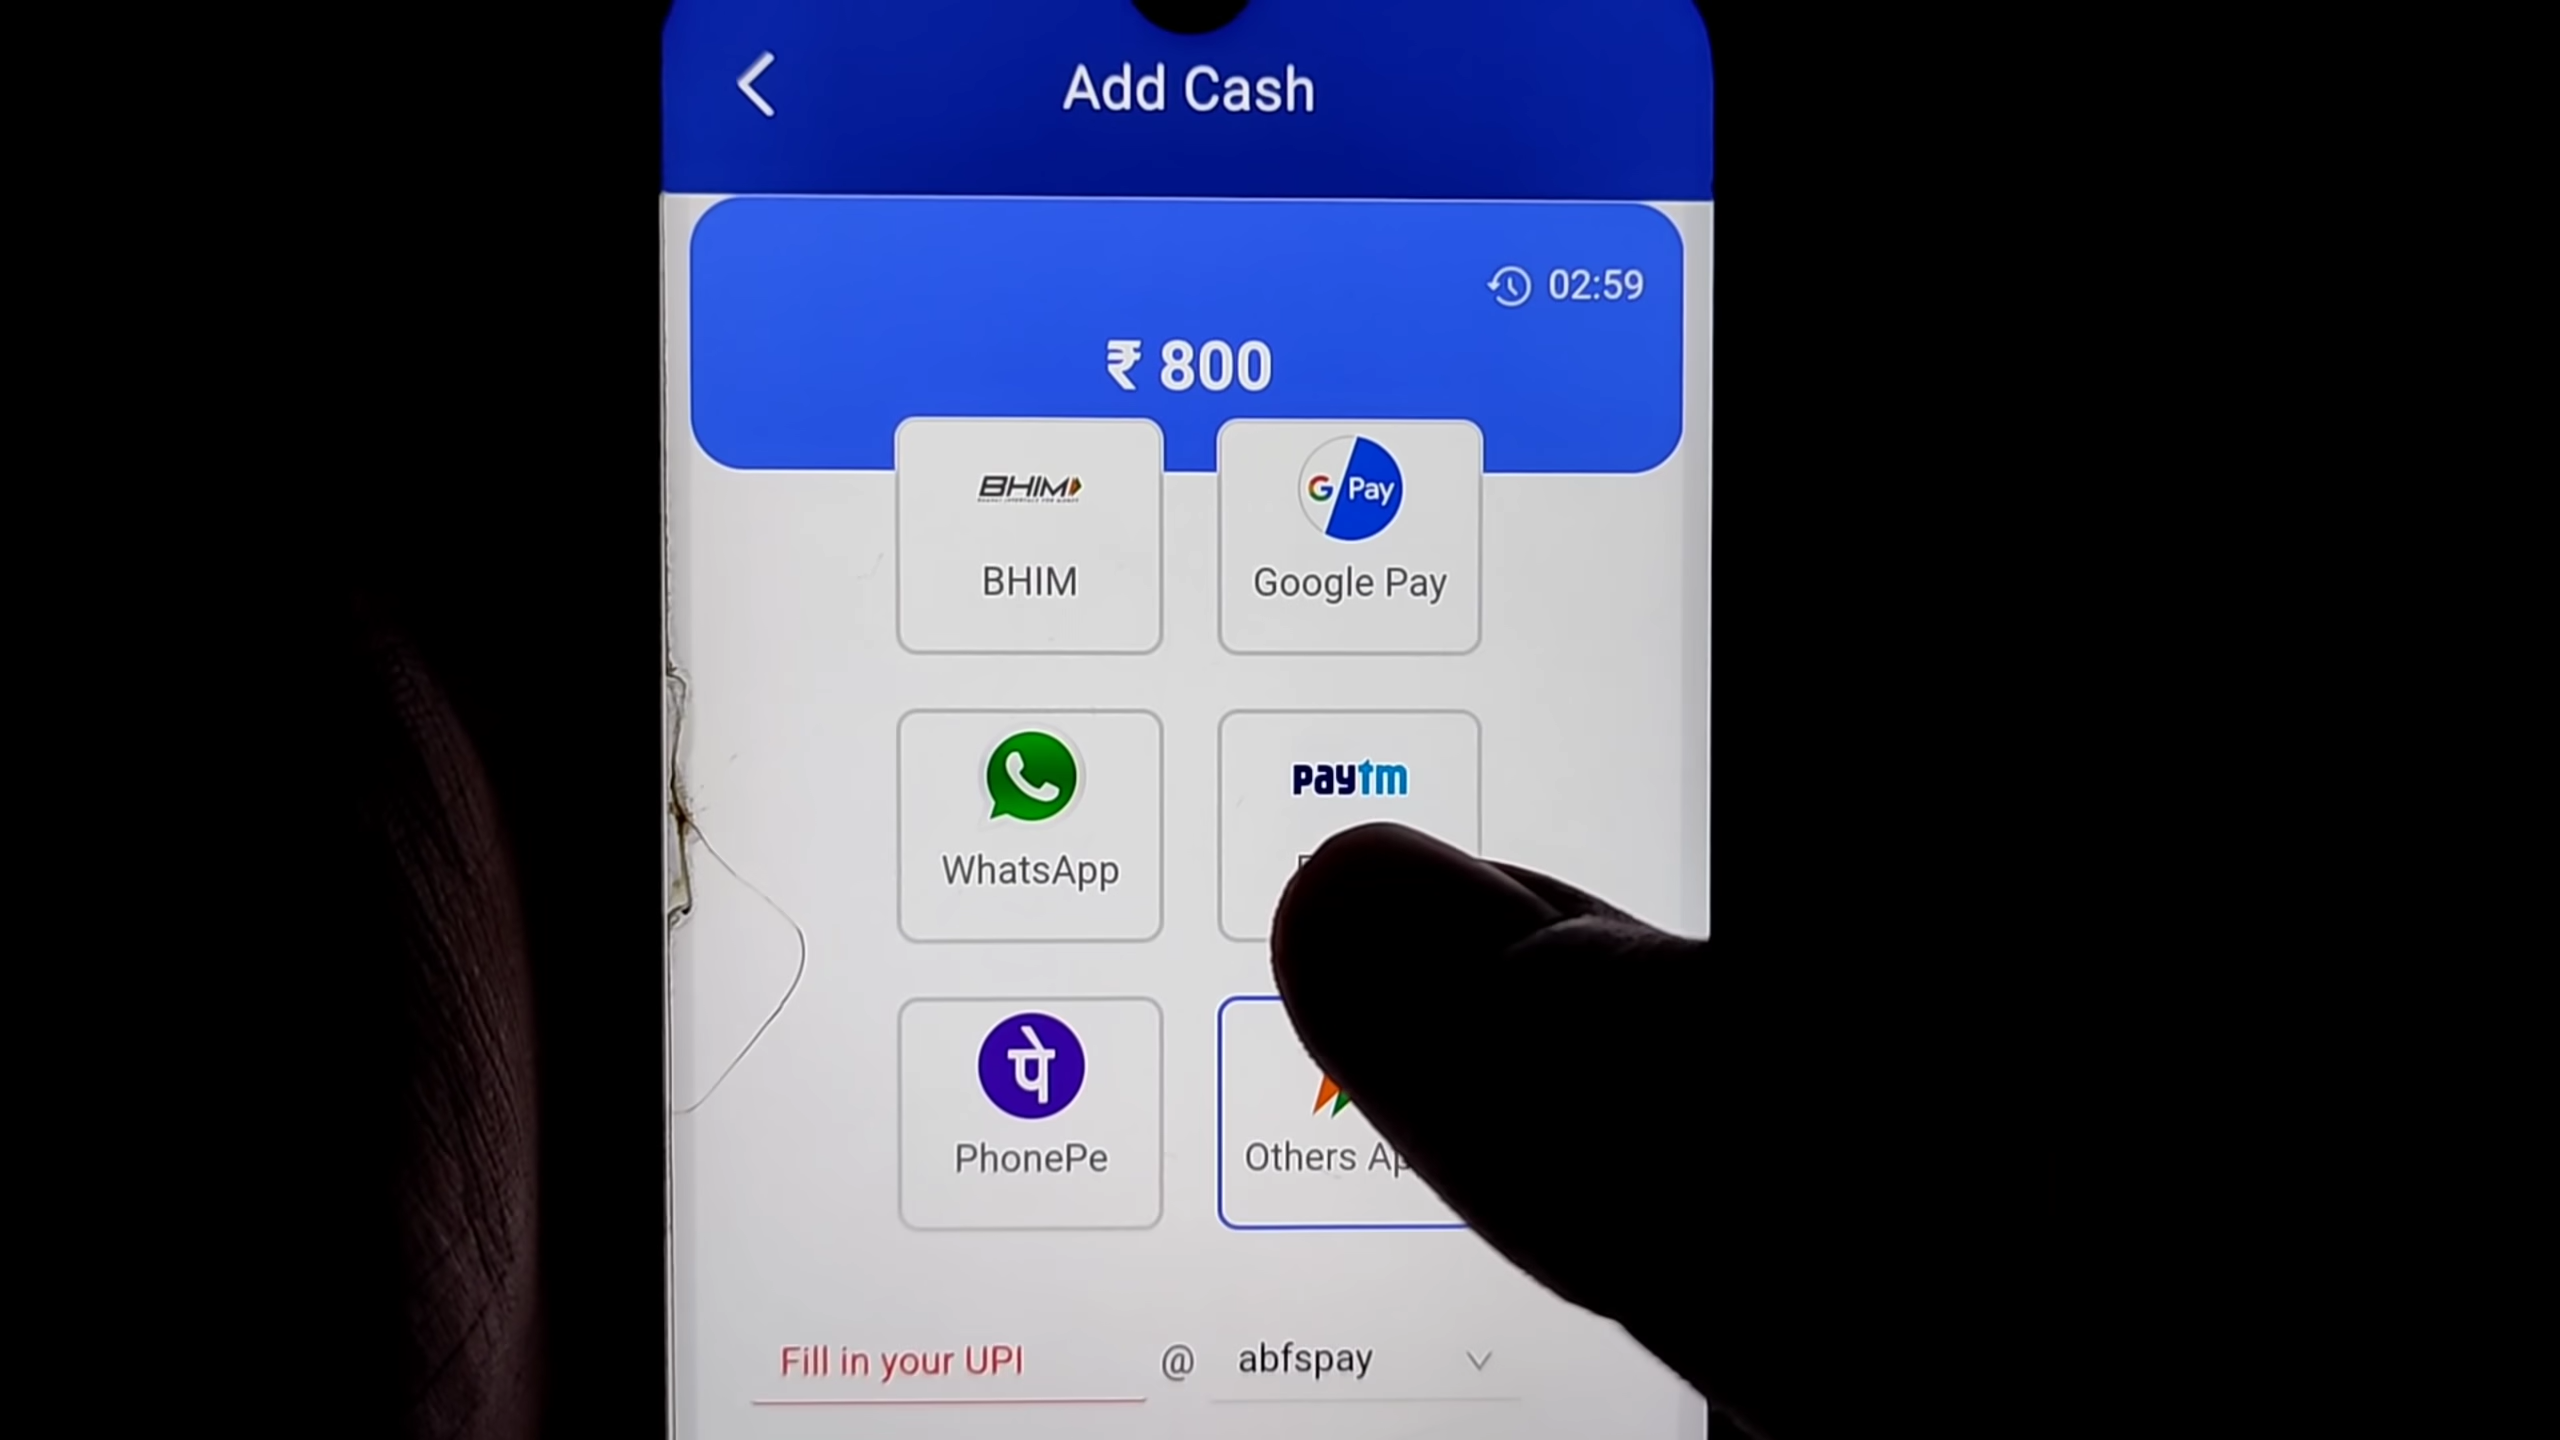 Add Cash
02:59
₹ 800
BHIM
G Pay
BHIM
Google Pay
paytm
WhatsApp
पे
PhonePe
Others
Fill in your UPI @ abfspay